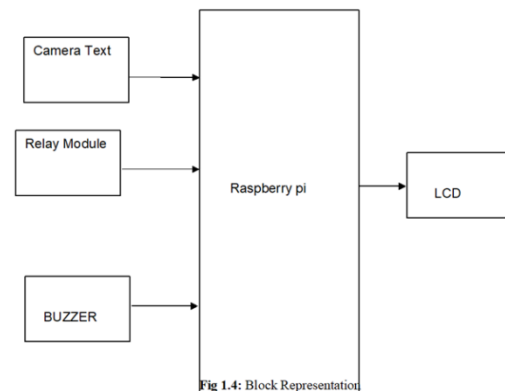 Camera Text
Relay Module
Raspberry pi
LCD
BUZZER
Fig 1.4: Block Representation